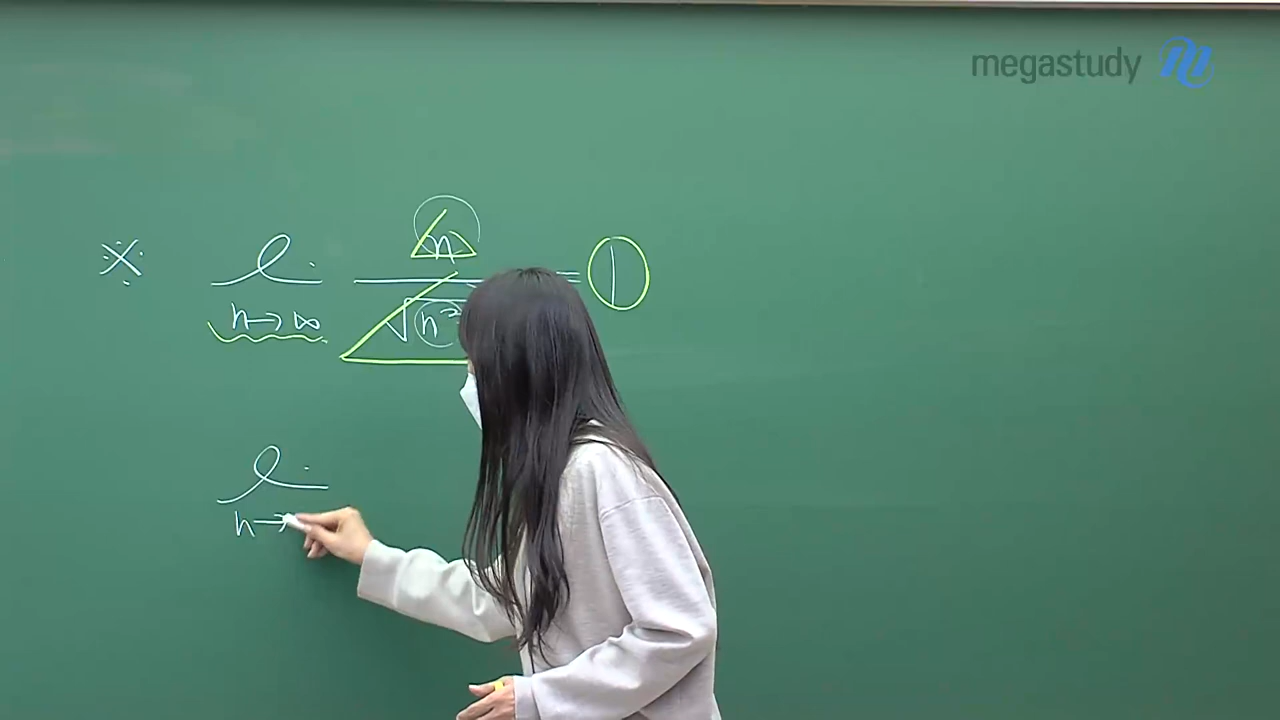 megastudy
※ lim n→∞ n / √n² = 1
lim n→